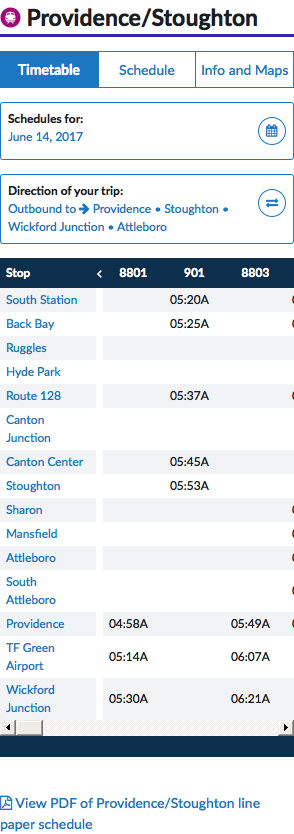 Providence/Stoughton
Timetable Schedule Info and Maps
Schedules for:
June 14, 2017
Direction of your trip:
Outbound to → Providence • Stoughton •
Wickford Junction • Attleboro
Stop < 8801 901 8803
South Station 05:20A
Back Bay 05:25A
Ruggles
Hyde Park
Route 128 05:37A
Canton
Junction
Canton Center 05:45A
Stoughton 05:53A
Sharon
Mansfield
Attleboro
South
Attleboro
Providence 04:58A 05:49A
TF Green
Airport 05:14A 06:07A
Wickford
Junction 05:30A 06:21A
View PDF of Providence/Stoughton line
paper schedule